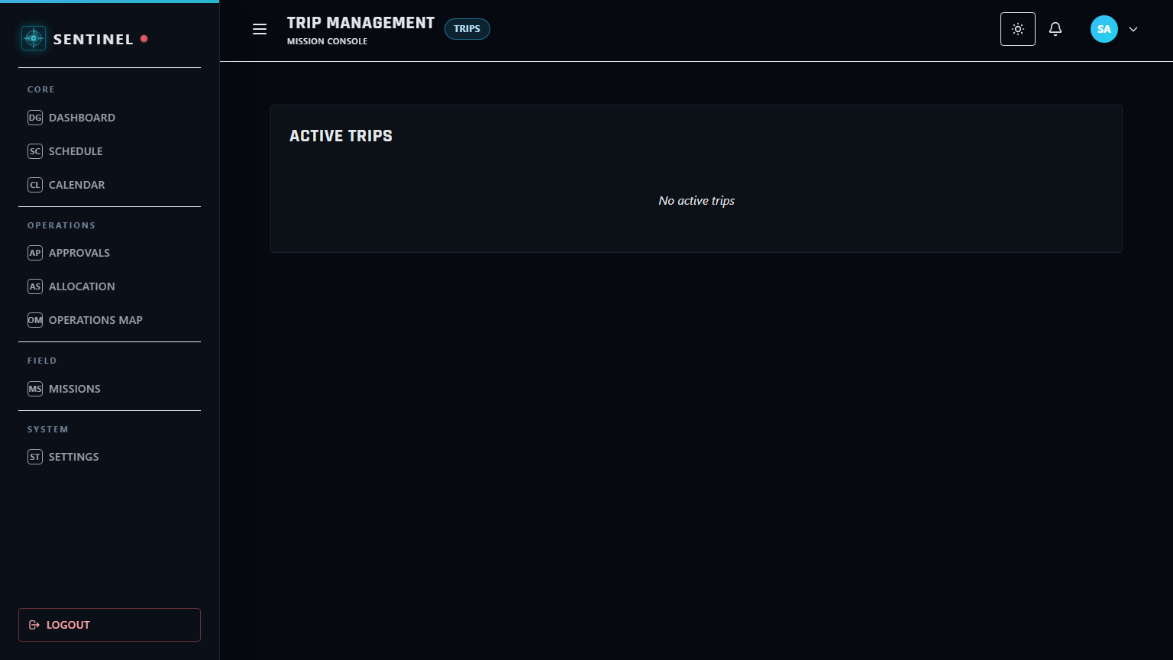 SENTINEL
CORE
DG DASHBOARD
SC SCHEDULE
CL CALENDAR
OPERATIONS
AP APPROVALS
AS ALLOCATION
OM OPERATIONS MAP
FIELD
MS MISSIONS
SYSTEM
ST SETTINGS
LOGOUT
TRIP MANAGEMENT
MISSION CONSOLE
TRIPS
SA
ACTIVE TRIPS
No active trips